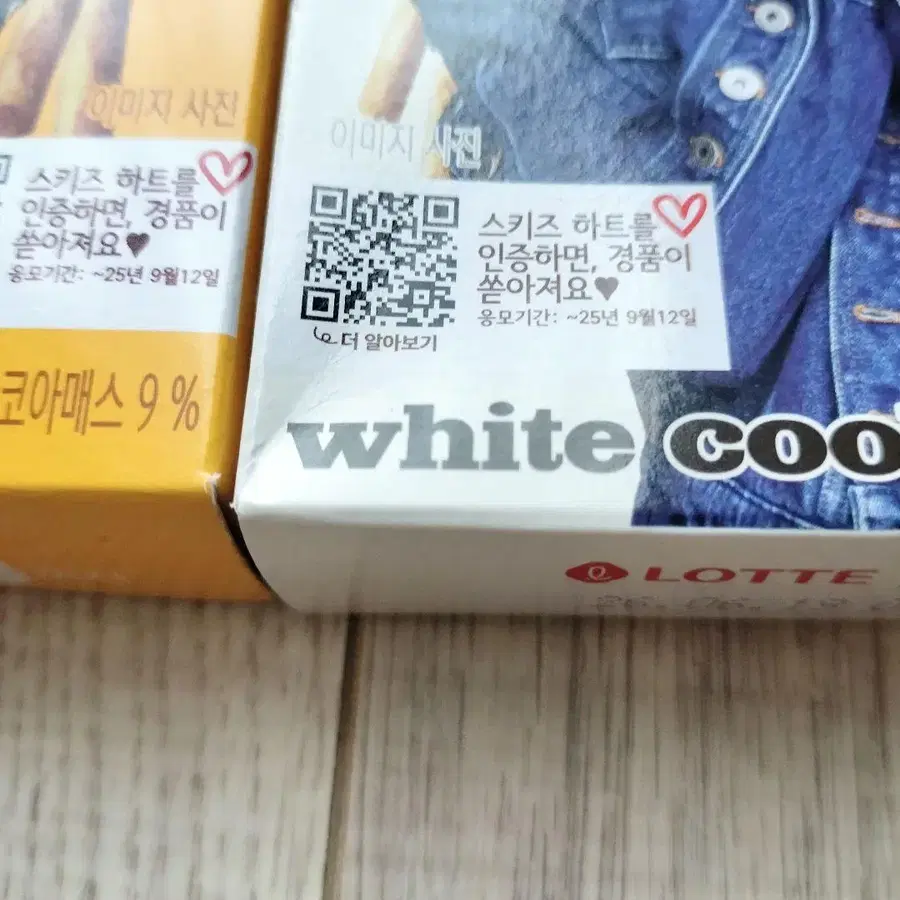 이미지 사진
스키즈 하트를
인증하면, 경품이
쏟아져요♥
응모기간: ~25년 9월12일
코아매스 9 %
이미지 사진
스키즈 하트를
인증하면, 경품이
쏟아져요♥
응모기간: ~25년 9월12일
더 알아보기
white coo
LOTTE